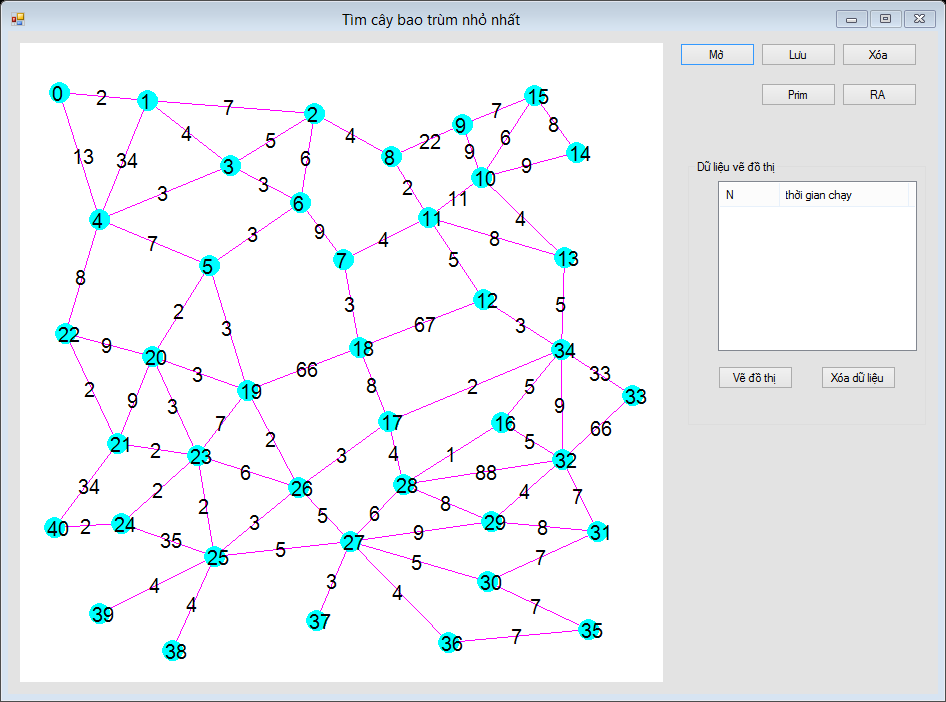 Tìm cây bao trùm nhỏ nhất
Mở Lưu Xóa
Prim RA
Dữ liệu vẽ đồ thị
N thời gian chạy
Vẽ đồ thị Xóa dữ liệu
0 2 1 7 2 15
7 8
9 22 6 14
4 5 4 8 9 9
13 34 3 6 10
3 3 2 11
4 6 11 4
7 3 9 4 8
5 7 5 13
8 3 12 5
2 3 67 3
22 9 20 18 34
3 66 8 2 5 33
2 9 3 19 9 33
7 17 16 66
21 2 2 4 1 5
23 6 3 88 32
34 2 2 26 28 4 7
40 2 24 3 5 6 8 29 8 31
35 25 5 27 9
4 4 3 5 30 7
39 37 4 7 35
38 36 7